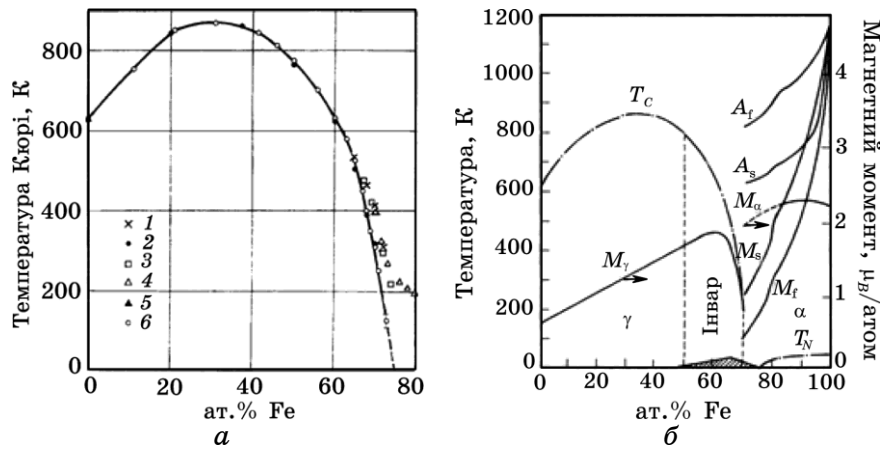 Температура Кюрі, К
800
600
400
200
0
1
2
3
4
5
6
0
20
40
60
80
ат.% Fe
а
Температура, К
1200
1000
800
600
400
200
0
T_C
A_f
A_s
M_α
M_s
M_γ
M_f
α
γ
T_N
Інвар
0
20
40
60
80
100
ат.% Fe
б
4
3
2
1
0
Магнетний момент, μ_B/атом